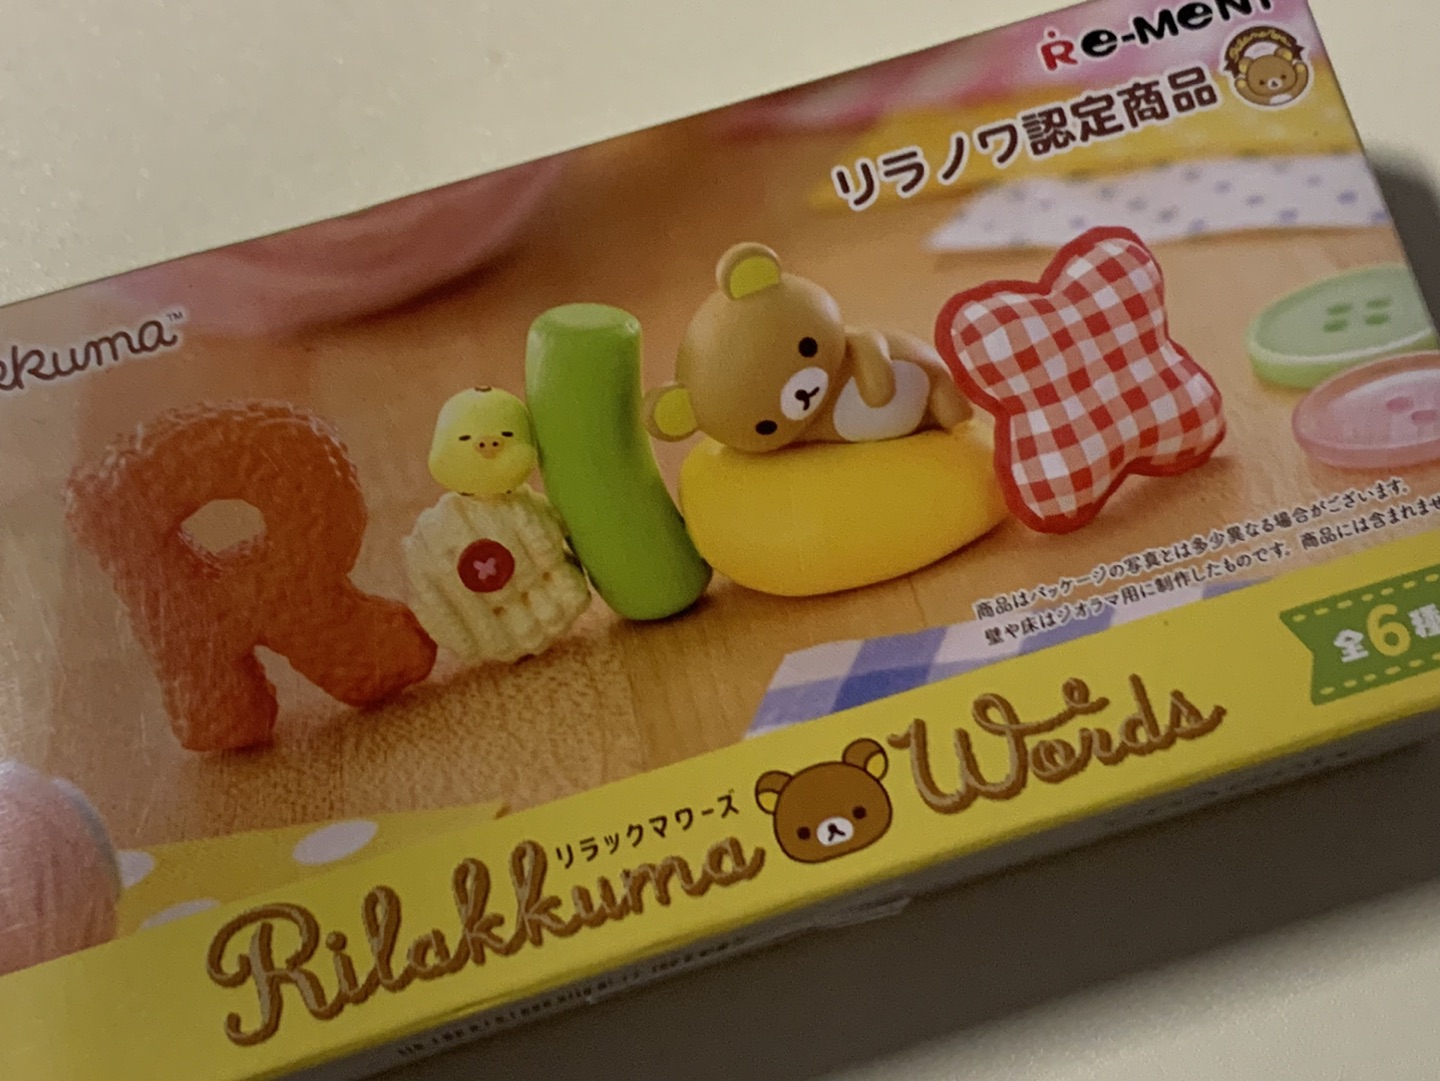 Re-MeNT
リラノワ認定商品
kkuma™
商品はパッケージの写真とは多少異なる場合がございます。
壁や床はジオラマ用に制作したものです。商品には含まれませ
全6種
リラックマワーズ
Rilakkuma Words